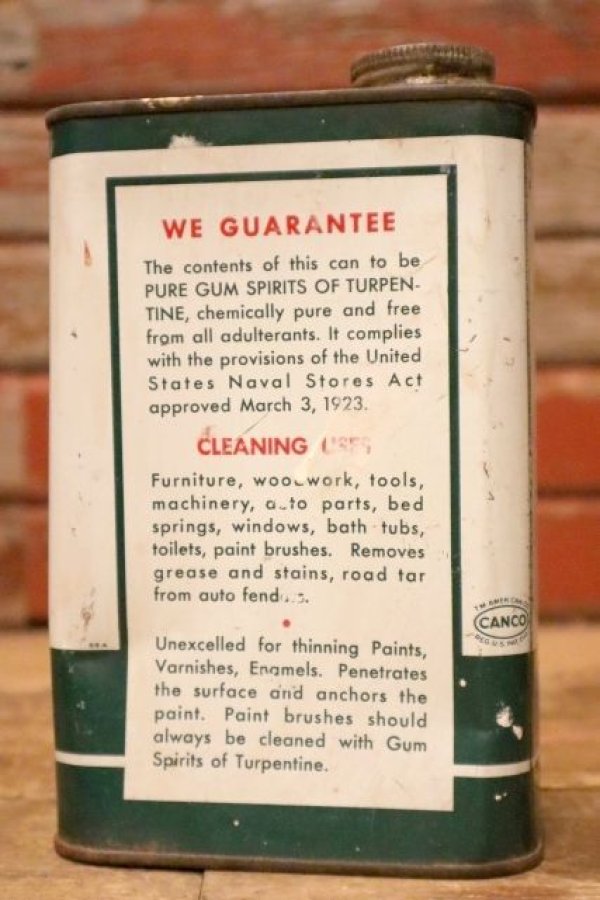 WE GUARANTEE
The contents of this can to be
PURE GUM SPIRITS OF TURPEN-
TINE, chemically pure and free
from all adulterants. It complies
with the provisions of the United
States Naval Stores Act
approved March 3, 1923.
CLEANING USES
Furniture, woodwork, tools,
machinery, auto parts, bed
springs, windows, bath tubs,
toilets, paint brushes. Removes
grease and stains, road tar
from auto fenders.
Unexcelled for thinning Paints,
Varnishes, Enamels. Penetrates
the surface and anchors the
paint. Paint brushes should
always be cleaned with Gum
Spirits of Turpentine.
CANCO